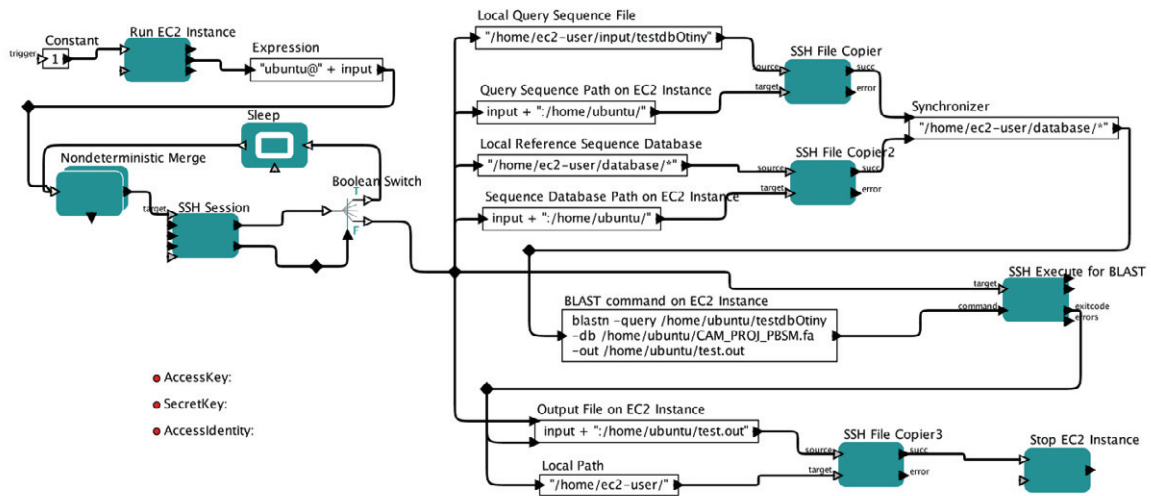 Constant
trigger
1
Run EC2 Instance
Expression
"ubuntu@" + input
Sleep
Nondeterministic Merge
target
SSH Session
Boolean Switch
T
F
AccessKey:
SecretKey:
AccessIdentity:
Local Query Sequence File
"/home/ec2-user/input/testdbOtiny"
Query Sequence Path on EC2 Instance
input + ":/home/ubuntu/"
Local Reference Sequence Database
"/home/ec2-user/database/*"
Sequence Database Path on EC2 Instance
input + ":/home/ubuntu/"
SSH File Copier
source
target
succ
error
SSH File Copier2
source
target
succ
error
Synchronizer
"/home/ec2-user/database/*"
BLAST command on EC2 Instance
blastn -query /home/ubuntu/testdbOtiny
-db /home/ubuntu/CAM_PROJ_PBSM.fa
-out /home/ubuntu/test.out
SSH Execute for BLAST
target
command
exitcode
errors
Output File on EC2 Instance
input + ":/home/ubuntu/test.out"
Local Path
"/home/ec2-user/"
SSH File Copier3
source
target
succ
error
Stop EC2 Instance